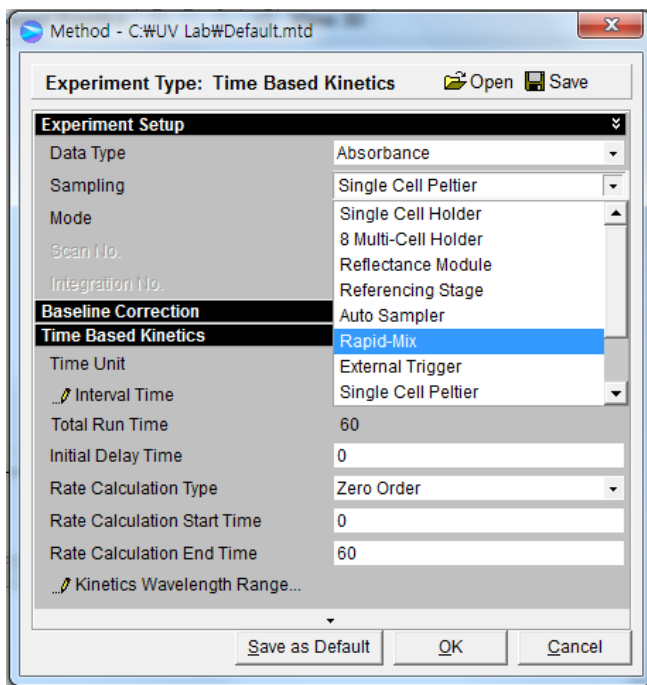 Method - C:₩UV Lab₩Default.mtd
Experiment Type: Time Based Kinetics Open Save
Experiment Setup
Data Type Absorbance
Sampling Single Cell Peltier
Mode Single Cell Holder
8 Multi-Cell Holder
Scan No.
Reflectance Module
Integration No. Referencing Stage
Baseline Correction Auto Sampler
Time Based Kinetics Rapid-Mix
Time Unit External Trigger
Interval Time Single Cell Peltier
Total Run Time 60
Initial Delay Time 0
Rate Calculation Type Zero Order
Rate Calculation Start Time 0
Rate Calculation End Time 60
Kinetics Wavelength Range...
Save as Default OK Cancel